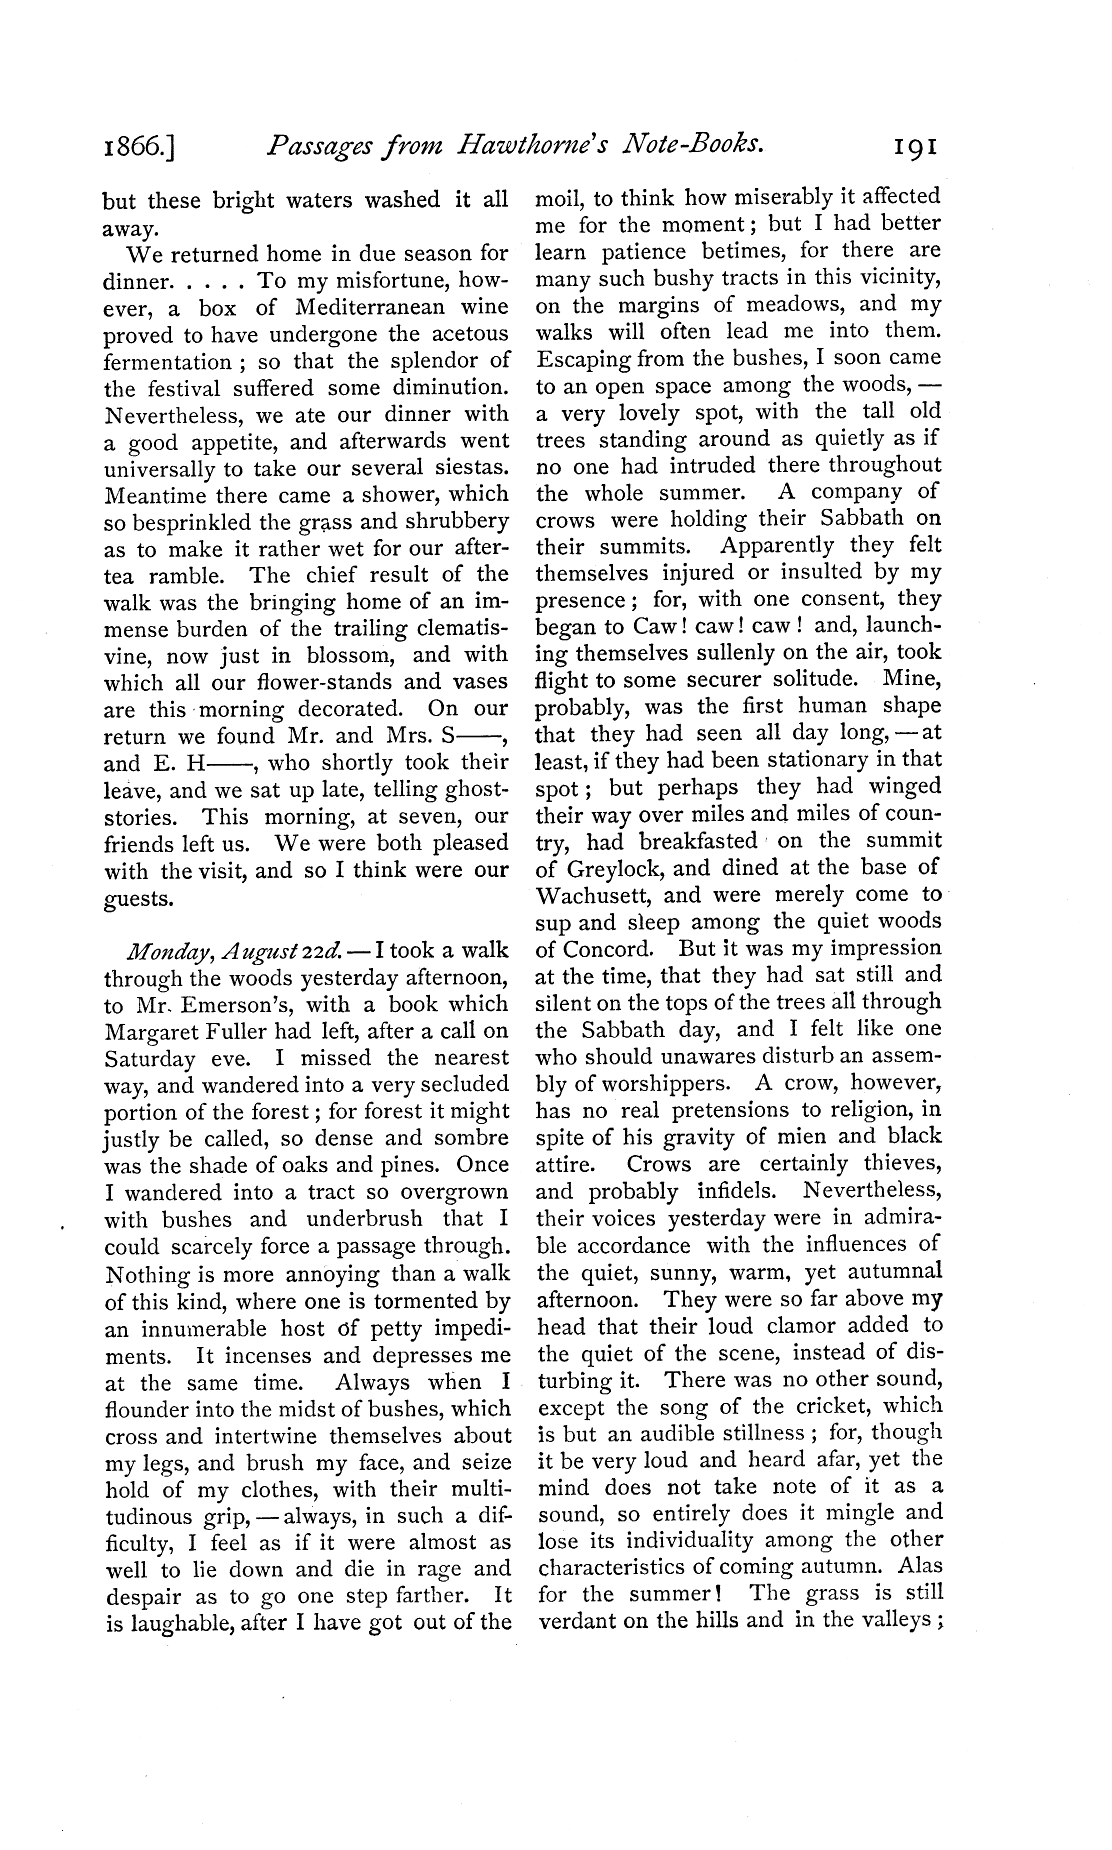 1866.] Passages from Hawthorne's Note-Books. 191
but these bright waters washed it all
away.
We returned home in due season for
dinner. . . . . To my misfortune, how-
ever, a box of Mediterranean wine
proved to have undergone the acetous
fermentation ; so that the splendor of
the festival suffered some diminution.
Nevertheless, we ate our dinner with
a good appetite, and afterwards went
universally to take our several siestas.
Meantime there came a shower, which
so besprinkled the grass and shrubbery
as to make it rather wet for our after-
tea ramble. The chief result of the
walk was the bringing home of an im-
mense burden of the trailing clematis-
vine, now just in blossom, and with
which all our flower-stands and vases
are this morning decorated. On our
return we found Mr. and Mrs. S——,
and E. H——, who shortly took their
leave, and we sat up late, telling ghost-
stories. This morning, at seven, our
friends left us. We were both pleased
with the visit, and so I think were our
guests.
Monday, August 22d. — I took a walk
through the woods yesterday afternoon,
to Mr. Emerson's, with a book which
Margaret Fuller had left, after a call on
Saturday eve. I missed the nearest
way, and wandered into a very secluded
portion of the forest ; for forest it might
justly be called, so dense and sombre
was the shade of oaks and pines. Once
I wandered into a tract so overgrown
with bushes and underbrush that I
could scarcely force a passage through.
Nothing is more annoying than a walk
of this kind, where one is tormented by
an innumerable host of petty impedi-
ments. It incenses and depresses me
at the same time. Always when I
flounder into the midst of bushes, which
cross and intertwine themselves about
my legs, and brush my face, and seize
hold of my clothes, with their multi-
tudinous grip, — always, in such a dif-
ficulty, I feel as if it were almost as
well to lie down and die in rage and
despair as to go one step farther. It
is laughable, after I have got out of the
moil, to think how miserably it affected
me for the moment ; but I had better
learn patience betimes, for there are
many such bushy tracts in this vicinity,
on the margins of meadows, and my
walks will often lead me into them.
Escaping from the bushes, I soon came
to an open space among the woods, —
a very lovely spot, with the tall old
trees standing around as quietly as if
no one had intruded there throughout
the whole summer. A company of
crows were holding their Sabbath on
their summits. Apparently they felt
themselves injured or insulted by my
presence ; for, with one consent, they
began to Caw ! caw ! caw ! and, launch-
ing themselves sullenly on the air, took
flight to some securer solitude. Mine,
probably, was the first human shape
that they had seen all day long, — at
least, if they had been stationary in that
spot ; but perhaps they had winged
their way over miles and miles of coun-
try, had breakfasted on the summit
of Greylock, and dined at the base of
Wachusett, and were merely come to
sup and sleep among the quiet woods
of Concord. But it was my impression
at the time, that they had sat still and
silent on the tops of the trees all through
the Sabbath day, and I felt like one
who should unawares disturb an assem-
bly of worshippers. A crow, however,
has no real pretensions to religion, in
spite of his gravity of mien and black
attire. Crows are certainly thieves,
and probably infidels. Nevertheless,
their voices yesterday were in admira-
ble accordance with the influences of
the quiet, sunny, warm, yet autumnal
afternoon. They were so far above my
head that their loud clamor added to
the quiet of the scene, instead of dis-
turbing it. There was no other sound,
except the song of the cricket, which
is but an audible stillness ; for, though
it be very loud and heard afar, yet the
mind does not take note of it as a
sound, so entirely does it mingle and
lose its individuality among the other
characteristics of coming autumn. Alas
for the summer ! The grass is still
verdant on the hills and in the valleys ;